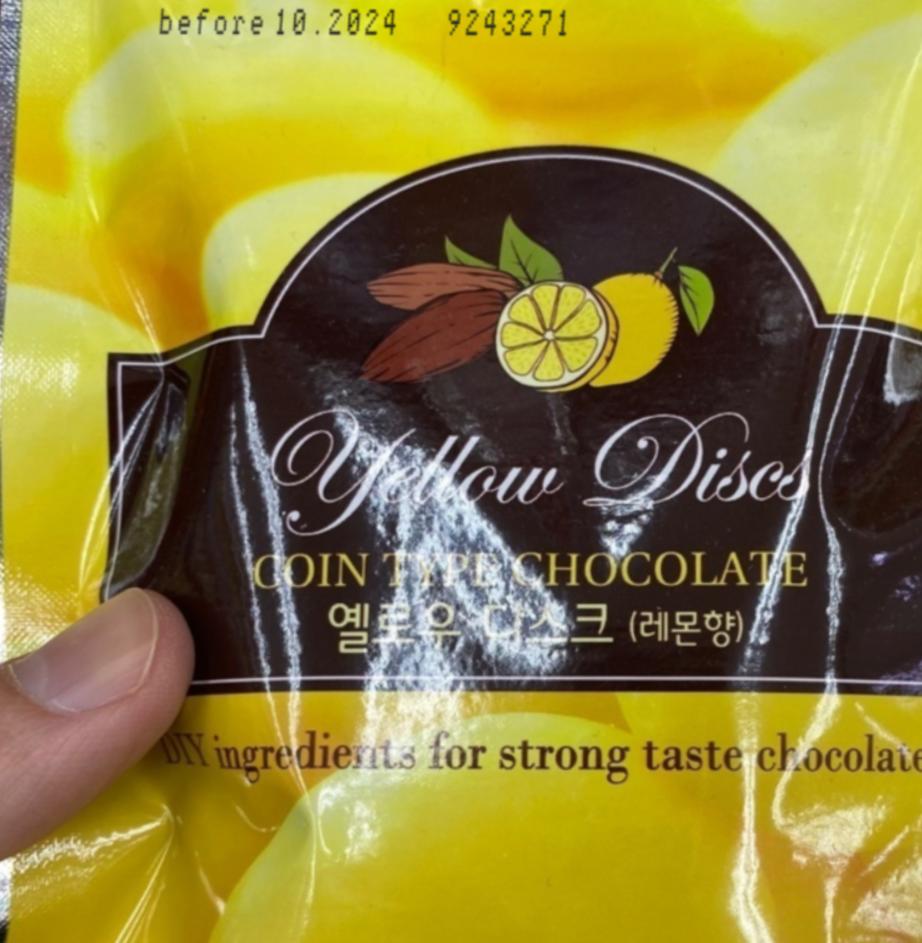 before 10.2024 9243271
Yellow Discs
COIN TYPE CHOCOLATE
옐로우 디스크 (레몬향)
DIY ingredients for strong taste chocolate